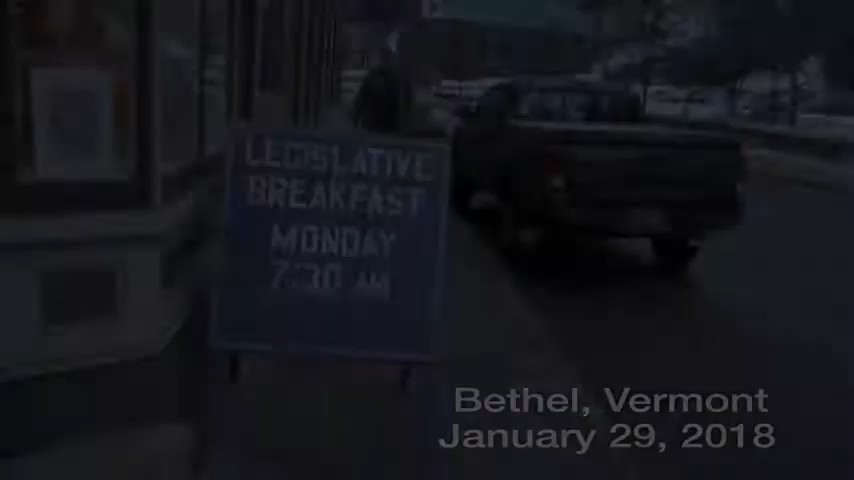 LEGISLATIVE
BREAKFAST
MONDAY
7:30 AM
Bethel, Vermont
January 29, 2018